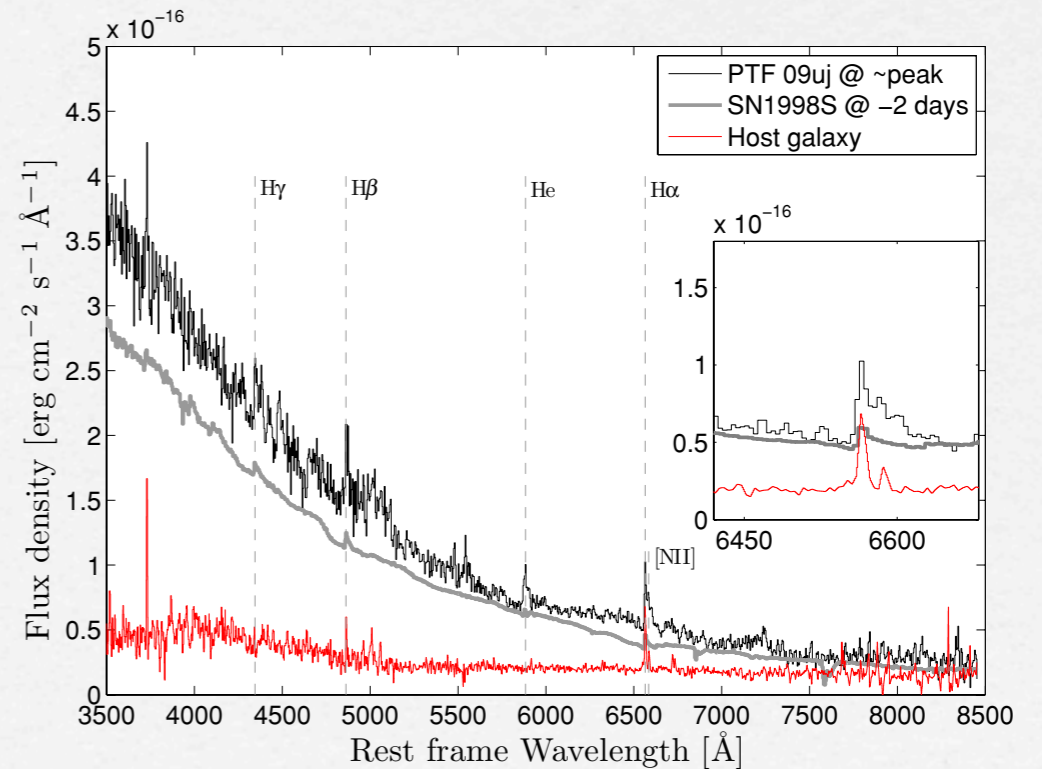 × 10⁻¹⁶
5
4.5
4
3.5
3
2.5
2
1.5
1
0.5
0
Flux density [erg cm⁻² s⁻¹ Å⁻¹]
PTF 09uj @ ~peak
SN1998S @ −2 days
Host galaxy
Hγ
Hβ
He
Hα
[NII]
x 10⁻¹⁶
1.5
1
0.5
0
6450 6600
3500 4000 4500 5000 5500 6000 6500 7000 7500 8000 8500
Rest frame Wavelength [Å]